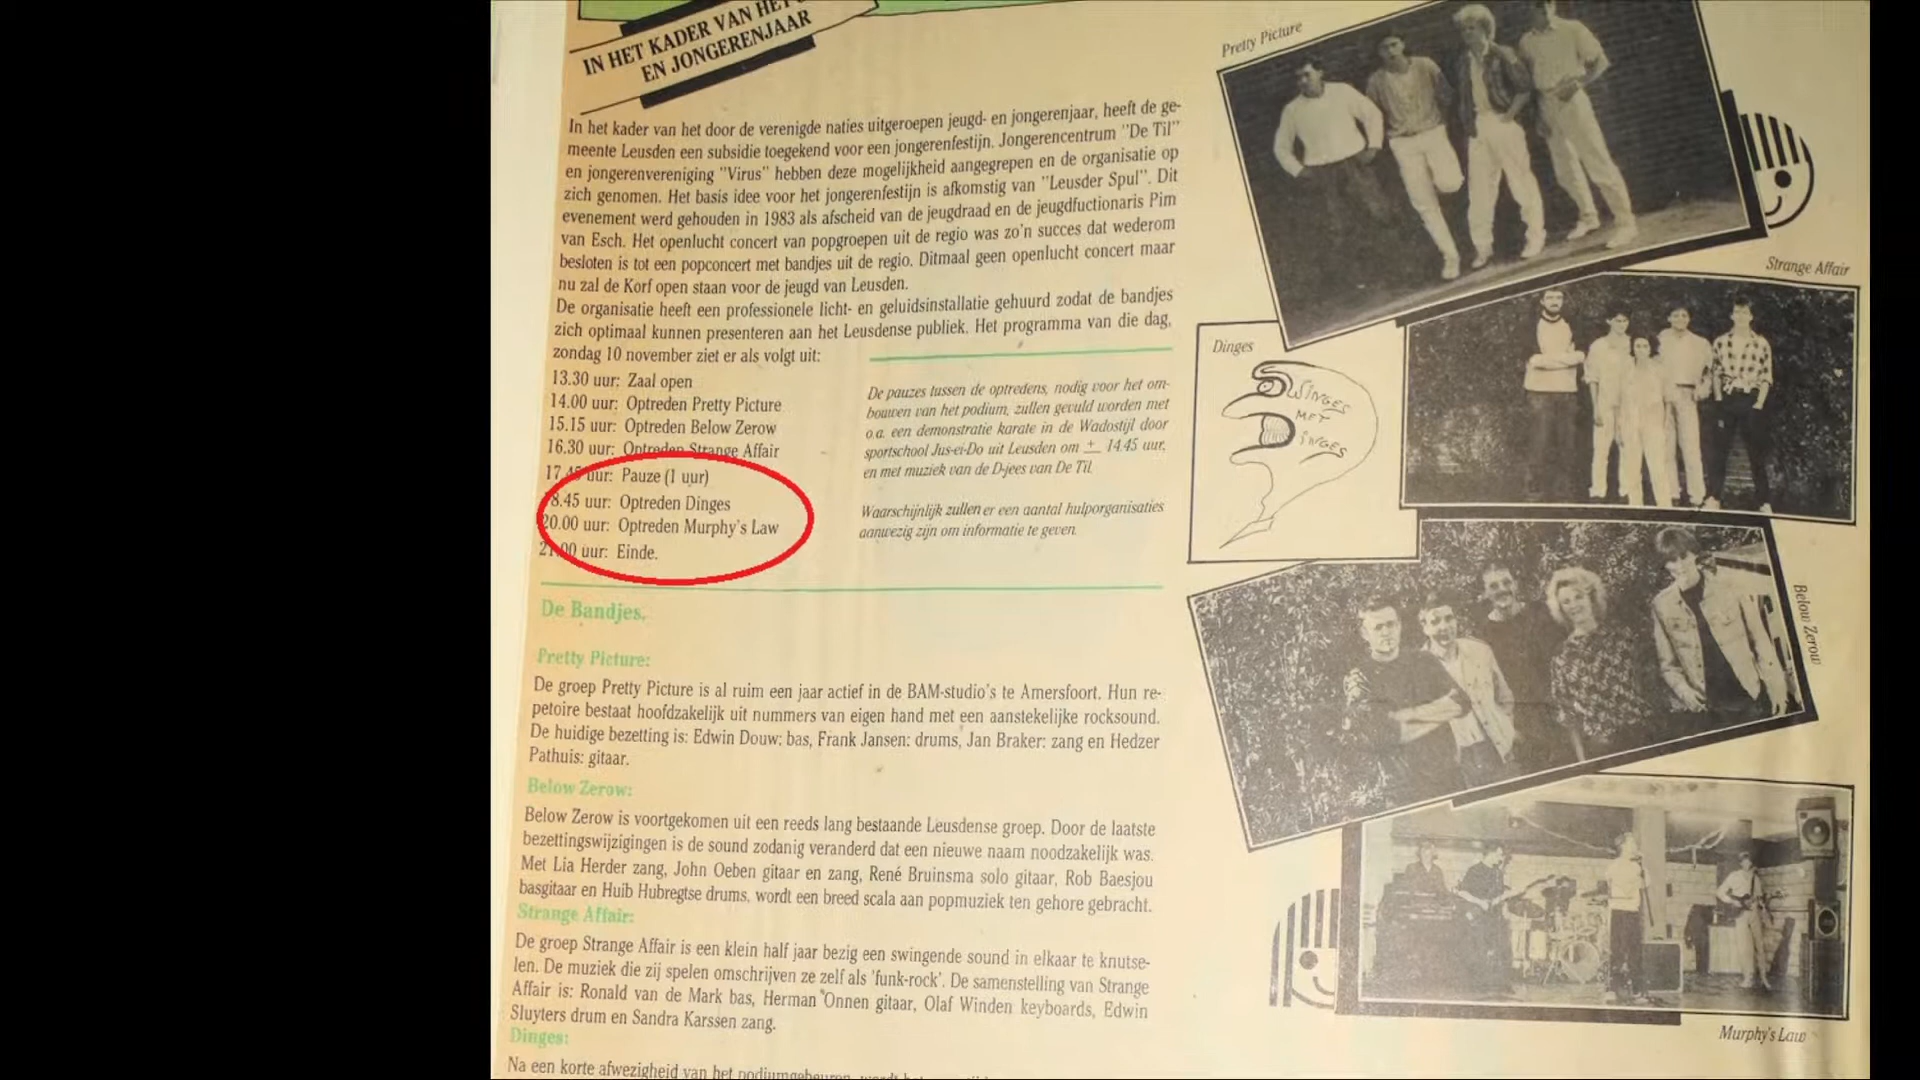 IN HET KADER VAN HET
EN JONGERENJAAR
In het kader van het door de verenigde naties uitgeroepen jeugd- en jongerenjaar, heeft de ge-
meente Leusden een subsidie toegekend voor een jongerenfestijn. Jongerencentrum "De Til"
en jongerenvereniging "Virus" hebben deze mogelijkheid aangegrepen en de organisatie op
zich genomen. Het basis idee voor het jongerenfestijn is afkomstig van "Leusder Spul". Dit
evenement werd gehouden in 1983 als afscheid van de jeugdraad en de jeugdfuctionaris Pim
van Esch. Het openlucht concert van popgroepen uit de regio was zo'n succes dat wederom
besloten is tot een popconcert met bandjes uit de regio. Ditmaal geen openlucht concert maar
nu zal de Korf open staan voor de jeugd van Leusden.
De organisatie heeft een professionele licht- en geluidsinstallatie gehuurd zodat de bandjes
zich optimaal kunnen presenteren aan het Leusdense publiek. Het programma van die dag,
zondag 10 november ziet er als volgt uit:
13.30 uur: Zaal open
14.00 uur: Optreden Pretty Picture
15.15 uur: Optreden Below Zerow
16.30 uur: Optreden Strange Affair
17.45 uur: Pauze (1 uur)
18.45 uur: Optreden Dinges
20.00 uur: Optreden Murphy's Law
21.00 uur: Einde.
De pauzes tussen de optredens, nodig voor het om-
bouwen van het podium, zullen gevuld worden met
o.a. een demonstratie karate in de Wadostijl door
sportschool Jus-ei-Do uit Leusden om ± 14.45 uur,
en met muziek van de D-jees van De Til.
Waarschijnlijk zullen er een aantal hulporganisaties
aanwezig zijn om informatie te geven.
De Bandjes.
Pretty Picture:
De groep Pretty Picture is al ruim een jaar actief in de BAM-studio's te Amersfoort. Hun re-
petoire bestaat hoofdzakelijk uit nummers van eigen hand met een aanstekelijke rocksound.
De huidige bezetting is: Edwin Douw: bas, Frank Jansen: drums, Jan Braker: zang en Hedzer
Pathuis: gitaar.
Below Zerow:
Below Zerow is voortgekomen uit een reeds lang bestaande Leusdense groep. Door de laatste
bezettingswijzigingen is de sound zodanig veranderd dat een nieuwe naam noodzakelijk was.
Met Lia Herder zang, John Oeben gitaar en zang, René Bruinsma solo gitaar, Rob Baesjou
basgitaar en Huib Hubregtse drums, wordt een breed scala aan popmuziek ten gehore gebracht.
Strange Affair:
De groep Strange Affair is een klein half jaar bezig een swingende sound in elkaar te knutse-
len. De muziek die zij spelen omschrijven ze zelf als 'funk-rock'. De samenstelling van Strange
Affair is: Ronald van de Mark bas, Herman Onnen gitaar, Olaf Winden keyboards, Edwin
Sluyters drum en Sandra Karssen zang.
Dinges:
Na een korte afwezigheid van het podiumgebeuren, wordt het
Pretty Picture
Strange Affair
Dinges
MET
Below Zerow
Murphy's Law